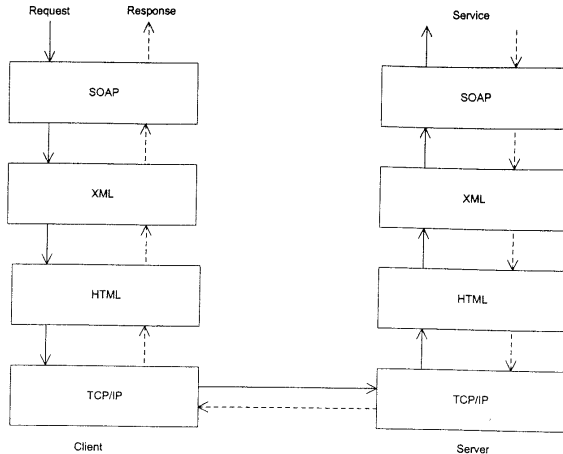 Request
Response
Service
SOAP
SOAP
XML
XML
HTML
HTML
TCP/IP
TCP/IP
Client
Server